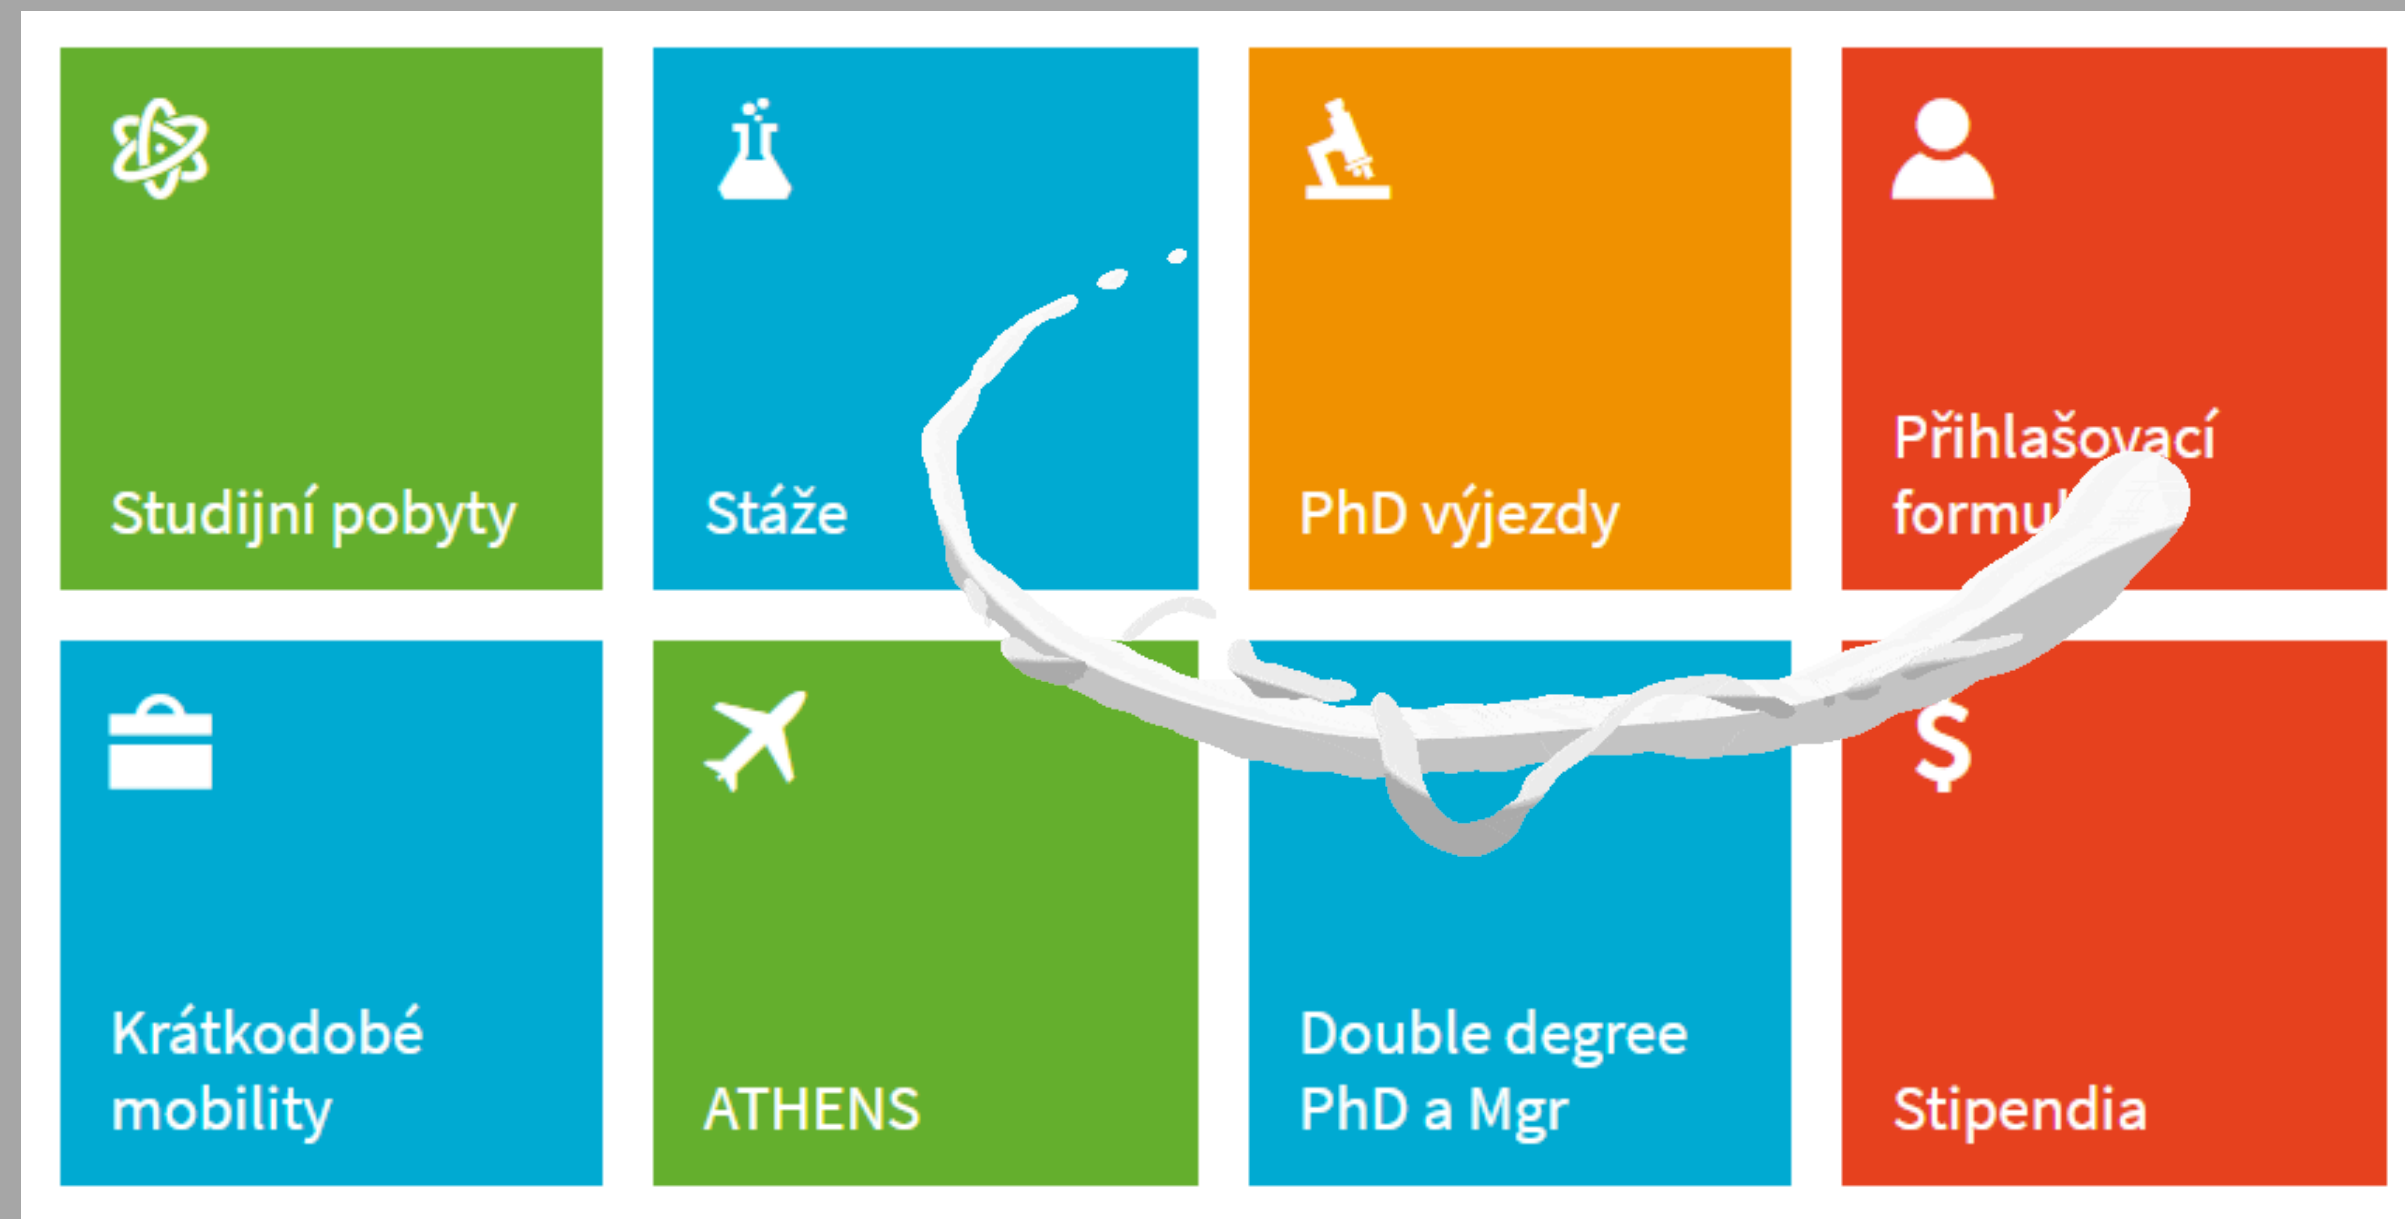 Studijní pobyty
Stáže
PhD výjezdy
Přihlašovací
Krátkodobé
mobility
ATHENS
Double degree
PhD a Mgr
$
Stipendia